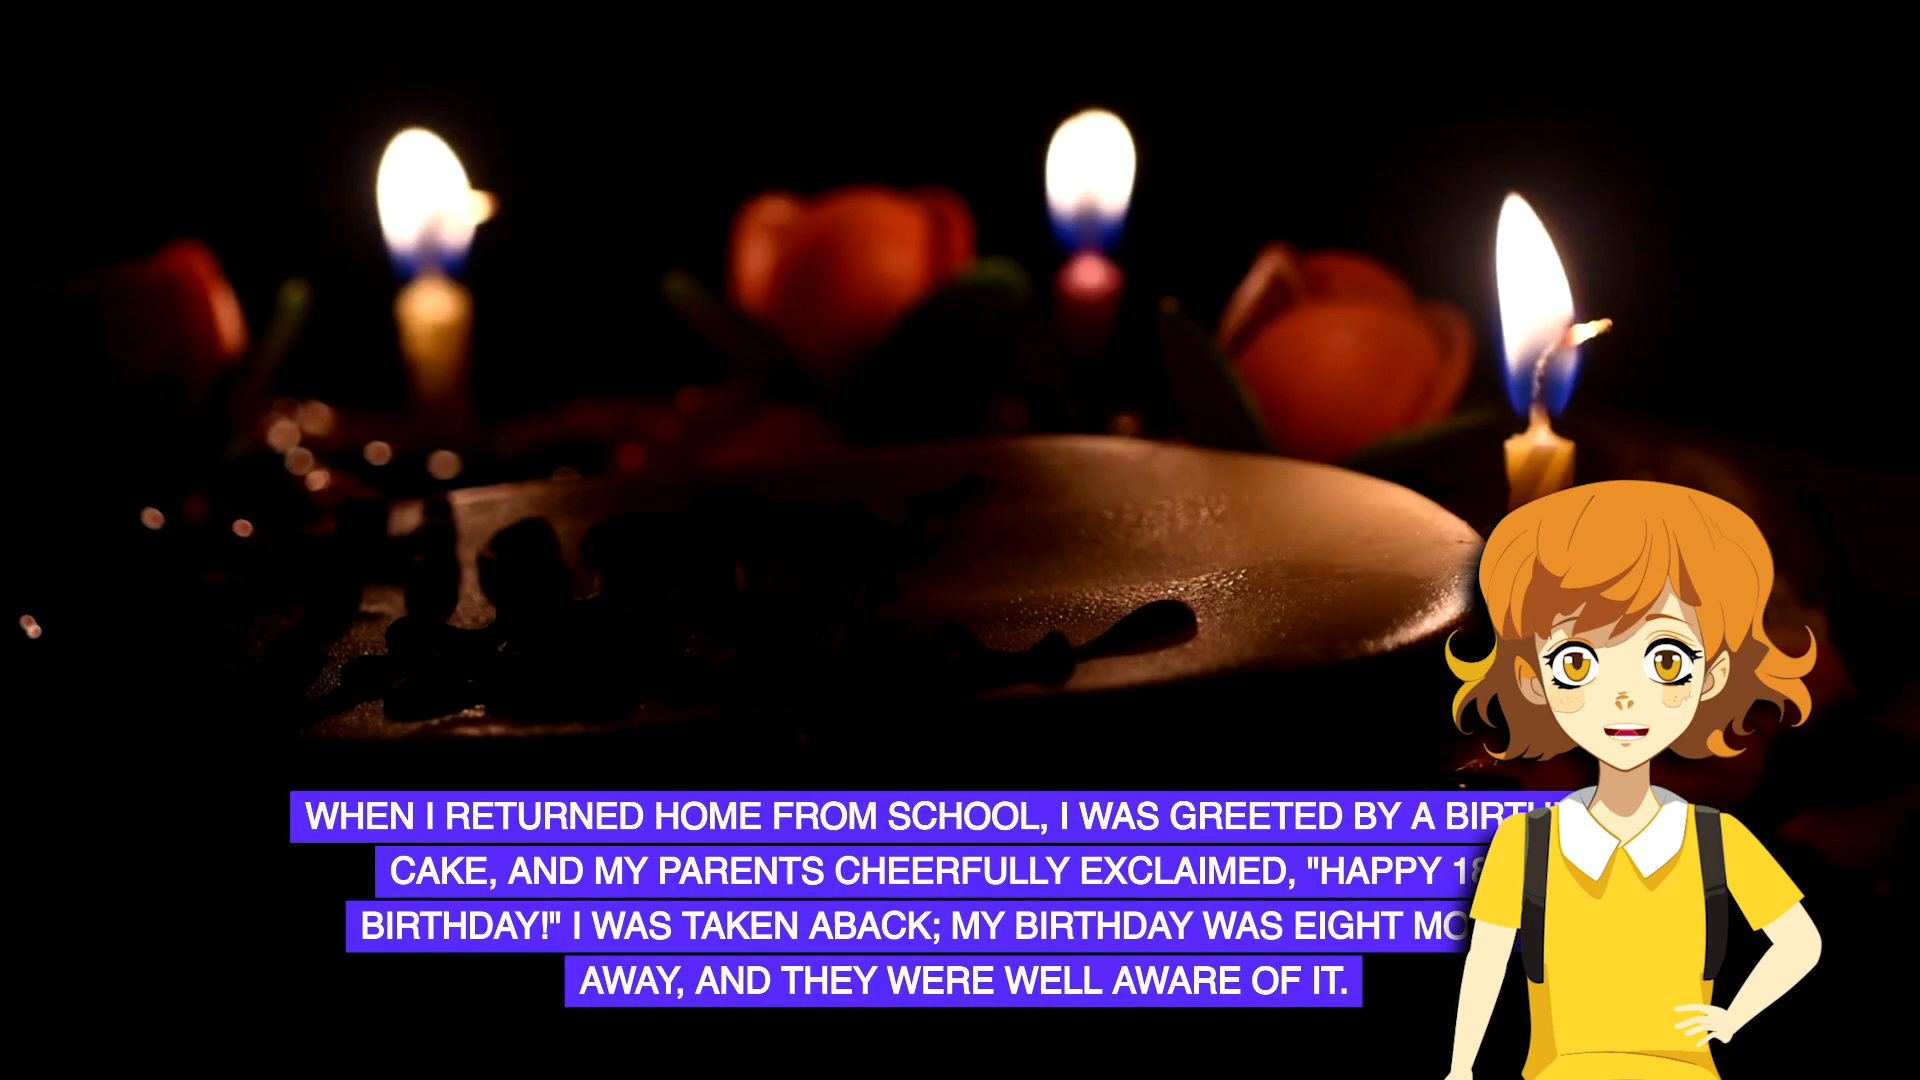 WHEN I RETURNED HOME FROM SCHOOL, I WAS GREETED BY A
CAKE, AND MY PARENTS CHEERFULLY EXCLAIMED, "HAPPY
BIRTHDAY!" I WAS TAKEN ABACK; MY BIRTHDAY WAS EIGHT
AWAY, AND THEY WERE WELL AWARE OF IT.